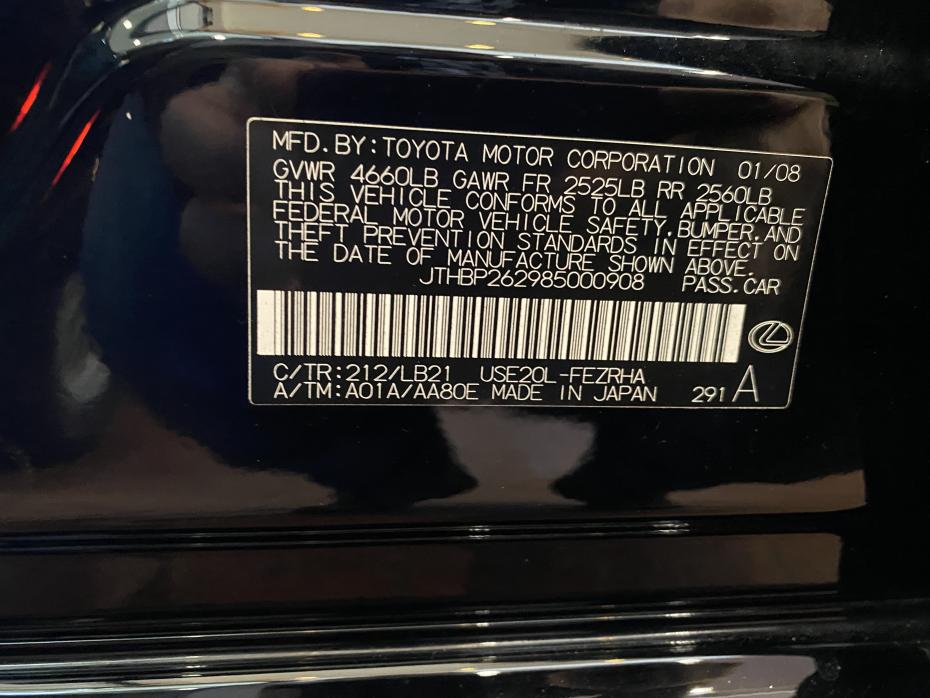 MFD.BY:TOYOTA MOTOR CORPORATION 01/08
GVWR 4660LB GAWR FR 2525LB RR 2560LB
THIS VEHICLE CONFORMS TO ALL APPLICABLE
FEDERAL MOTOR VEHICLE SAFETY,BUMPER,AND
THEFT PREVENTION STANDARDS IN EFFECT ON
THE DATE OF MANUFACTURE SHOWN ABOVE.
JTHBP262985000908 PASS.CAR
C/TR:212/LB21 USE20L-FEZRHA
A/TM:A01A/AA80E MADE IN JAPAN 291 A